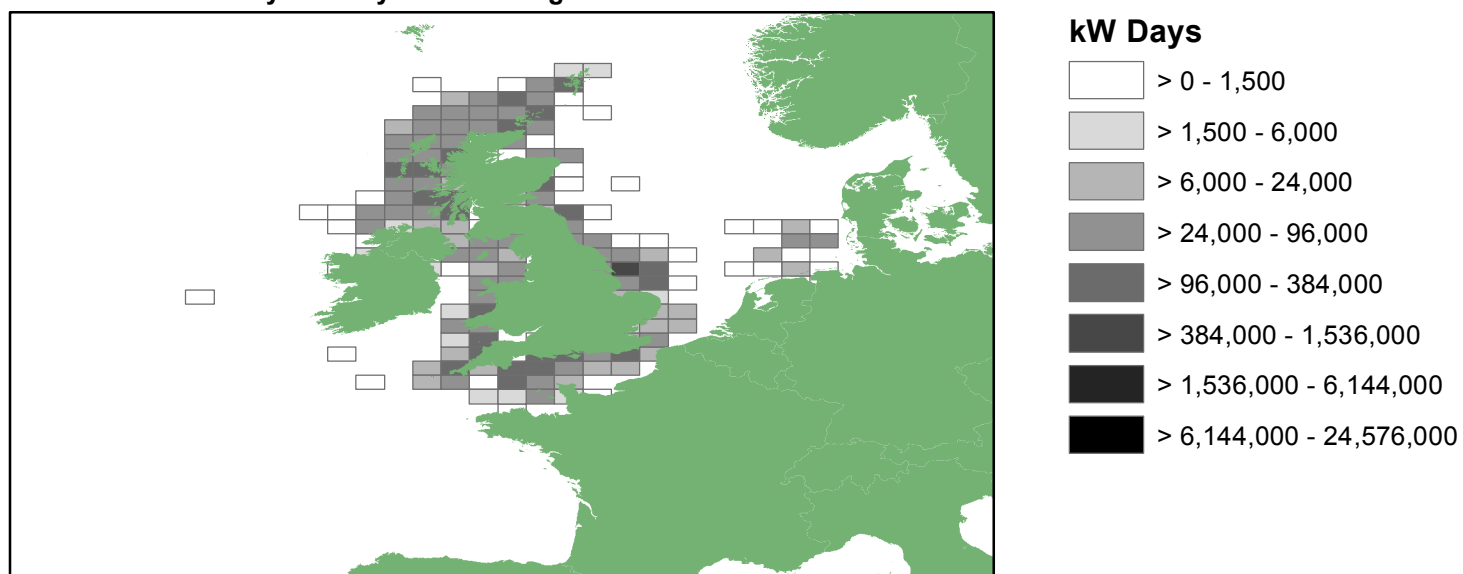 kW Days
> 0 - 1,500
> 1,500 - 6,000
> 6,000 - 24,000
> 24,000 - 96,000
> 96,000 - 384,000
> 384,000 - 1,536,000
> 1,536,000 - 6,144,000
> 6,144,000 - 24,576,000